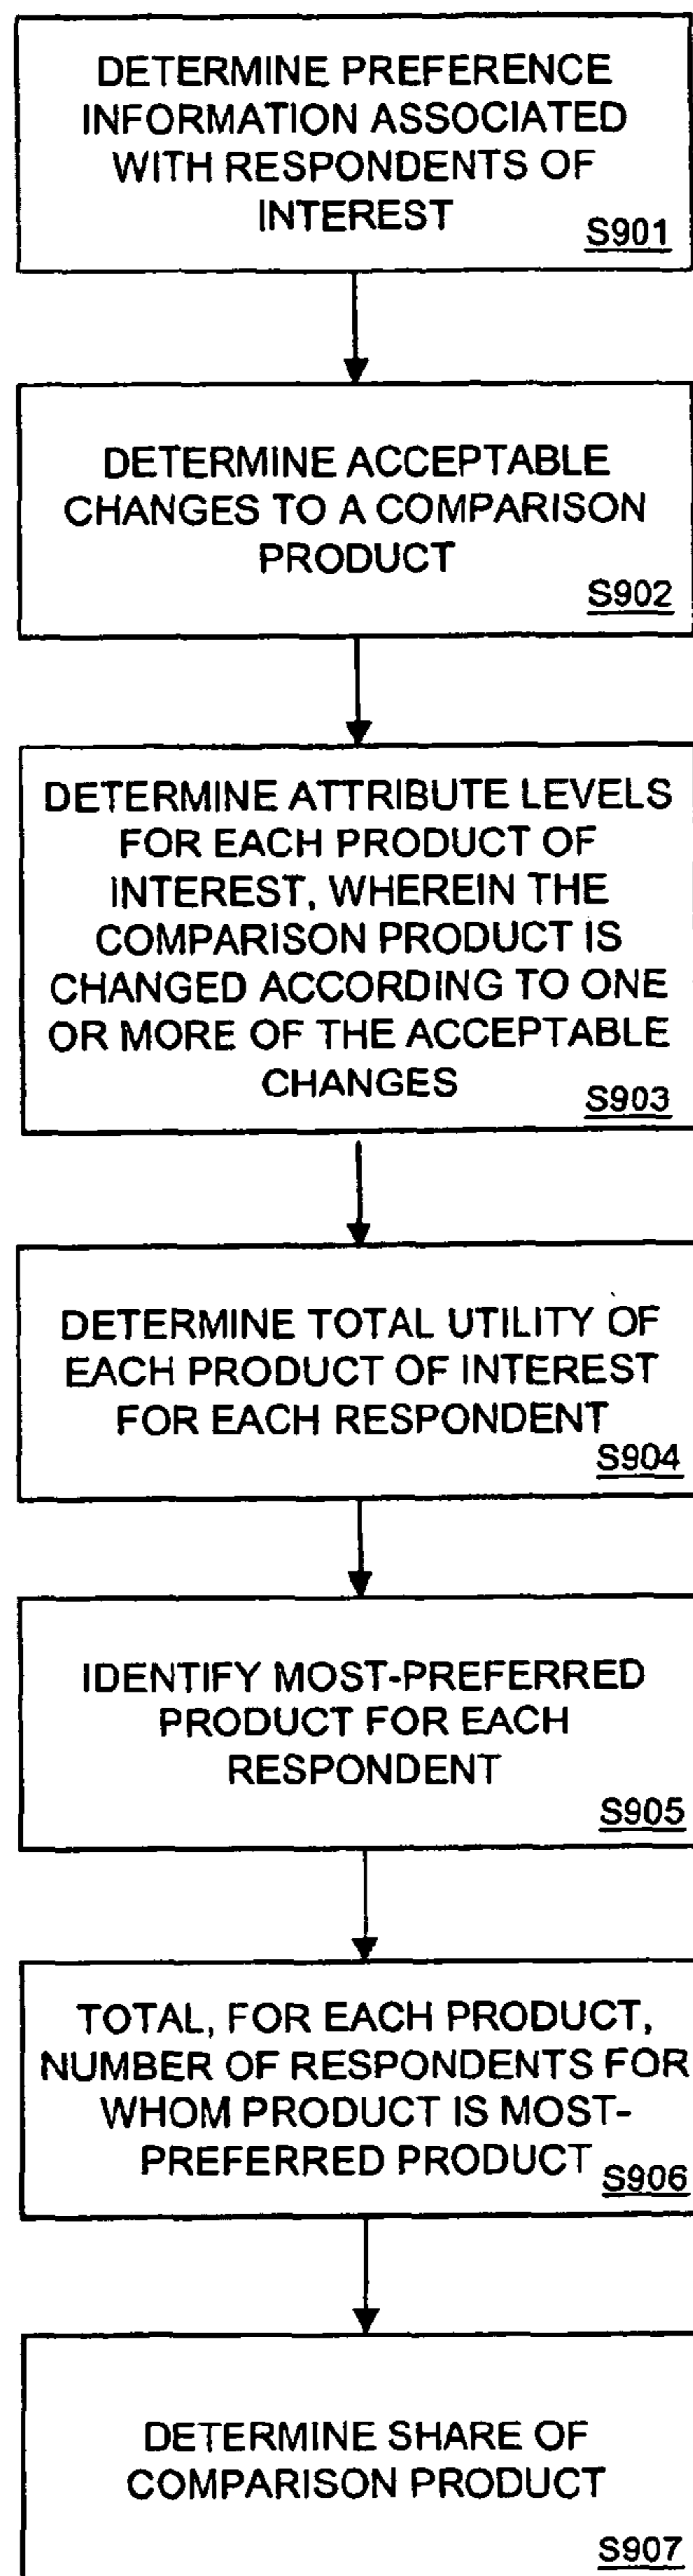 DETERMINE PREFERENCE
INFORMATION ASSOCIATED
WITH RESPONDENTS OF
INTEREST
S901
DETERMINE ACCEPTABLE
CHANGES TO A COMPARISON
PRODUCT
S902
DETERMINE ATTRIBUTE LEVELS
FOR EACH PRODUCT OF
INTEREST, WHEREIN THE
COMPARISON PRODUCT IS
CHANGED ACCORDING TO ONE
OR MORE OF THE ACCEPTABLE
CHANGES
S903
DETERMINE TOTAL UTILITY OF
EACH PRODUCT OF INTEREST
FOR EACH RESPONDENT
S904
IDENTIFY MOST-PREFERRED
PRODUCT FOR EACH
RESPONDENT
S905
TOTAL, FOR EACH PRODUCT,
NUMBER OF RESPONDENTS FOR
WHOM PRODUCT IS MOST-
PREFERRED PRODUCT
S906
DETERMINE SHARE OF
COMPARISON PRODUCT
S907